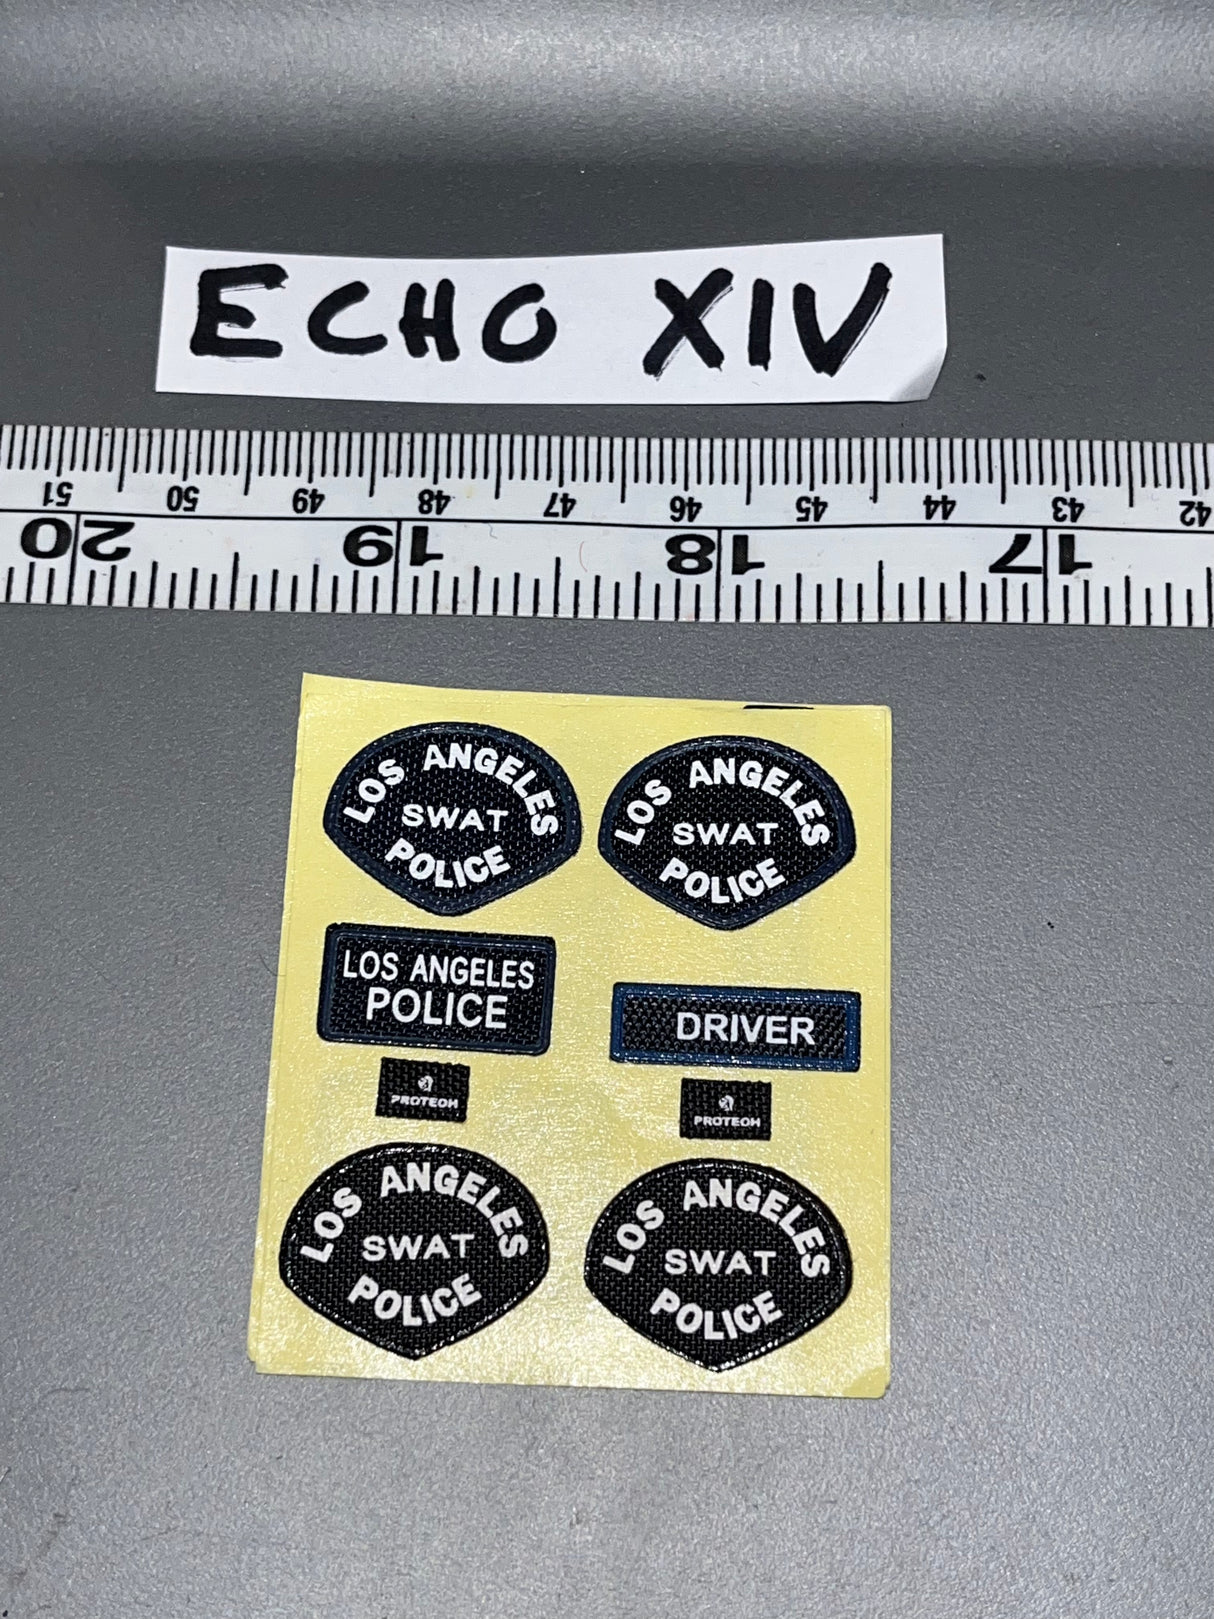 ECHO XIV
51 50 49 48 47 46 45 44 43 42
20 19 18 17
LOS ANGELES
SWAT
POLICE
LOS ANGELES
SWAT
POLICE
LOS ANGELES
POLICE
DRIVER
PROTECH
PROTECH
LOS ANGELES
SWAT
POLICE
LOS ANGELES
SWAT
POLICE